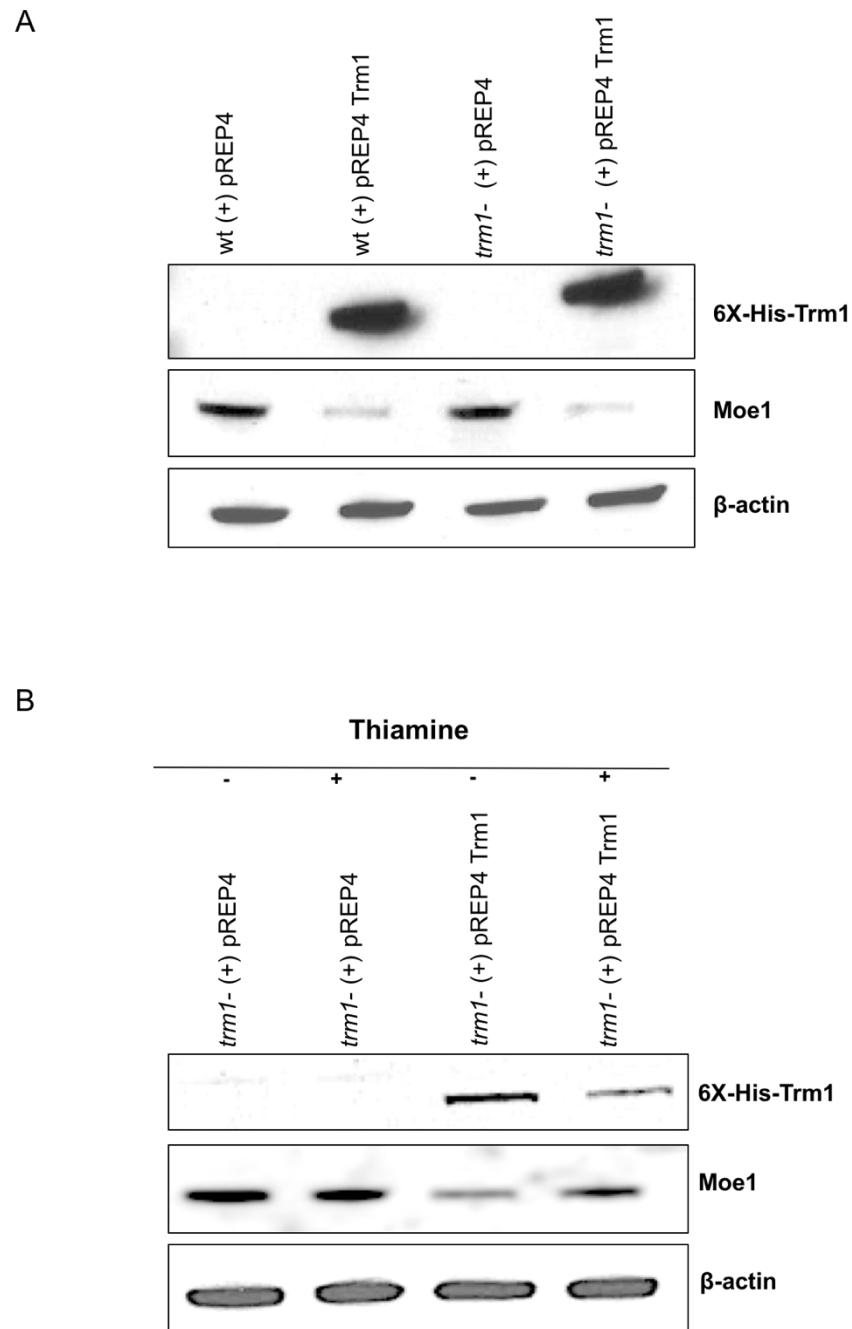 A
wt (+) pREP4
wt (+) pREP4 Trm1
trm1- (+) pREP4
trm1- (+) pREP4 Trm1
6X-His-Trm1
Moe1
β-actin
B
Thiamine
- + - +
trm1- (+) pREP4
trm1- (+) pREP4
trm1- (+) pREP4 Trm1
trm1- (+) pREP4 Trm1
6X-His-Trm1
Moe1
β-actin